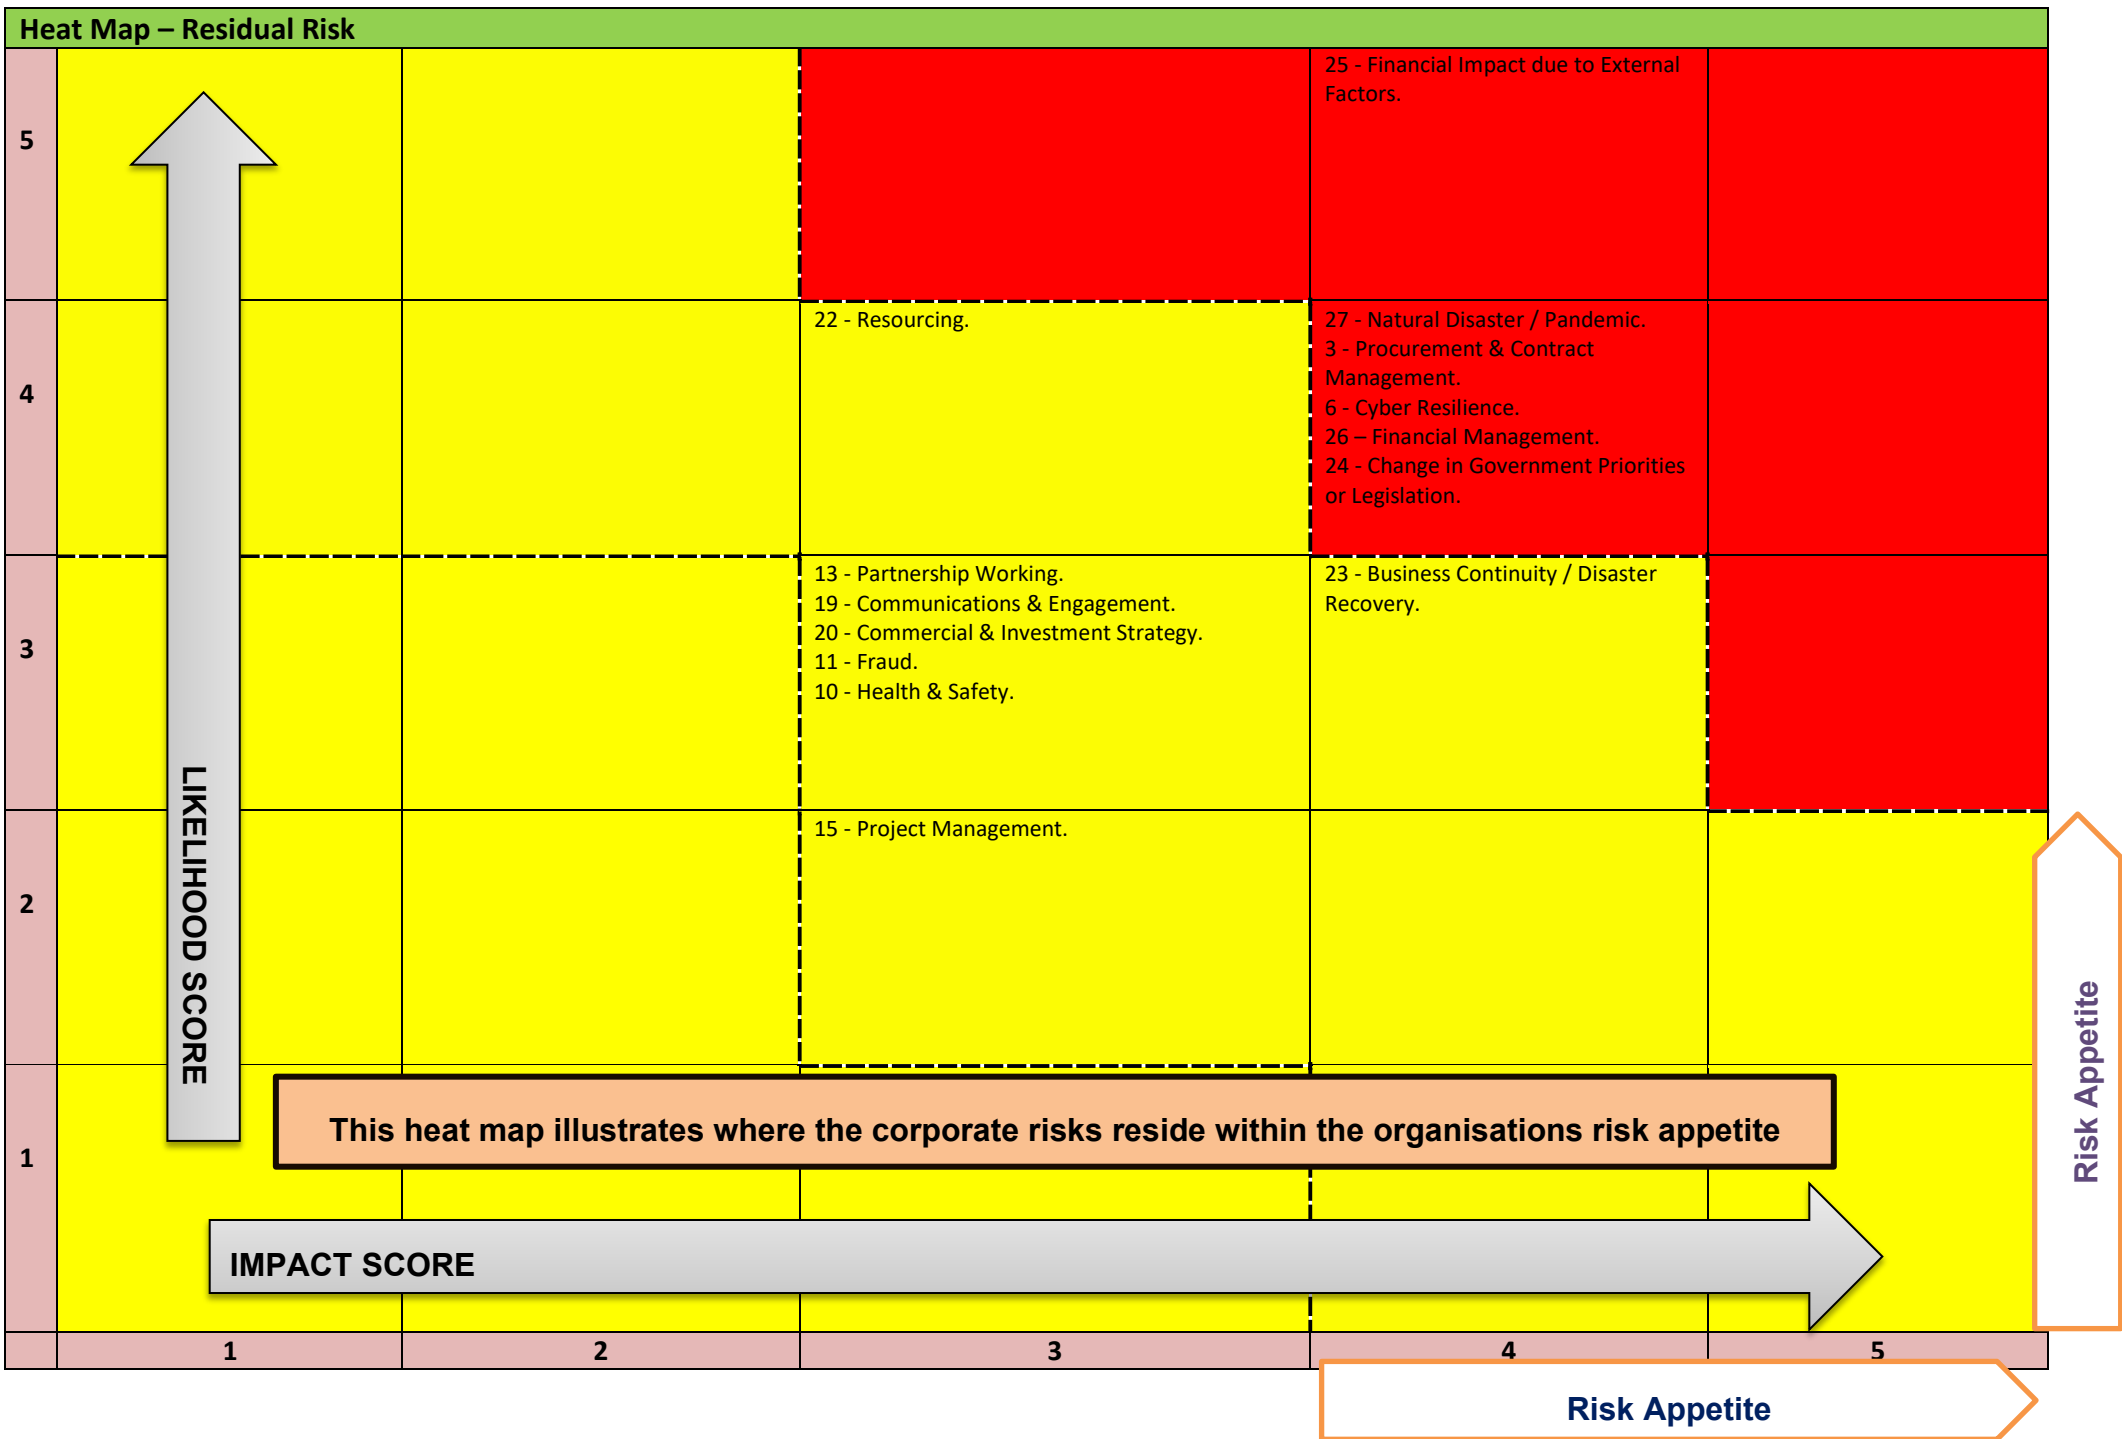 Heat Map – Residual Risk
5
25 - Financial Impact due to External
Factors.
4
22 - Resourcing.
27 - Natural Disaster / Pandemic.
3 - Procurement & Contract
Management.
6 - Cyber Resilience.
26 – Financial Management.
24 - Change in Government Priorities
or Legislation.
3
13 - Partnership Working.
19 - Communications & Engagement.
20 - Commercial & Investment Strategy.
11 - Fraud.
10 - Health & Safety.
23 - Business Continuity / Disaster
Recovery.
2
15 - Project Management.
LIKELIHOOD SCORE
1
This heat map illustrates where the corporate risks reside within the organisations risk appetite
IMPACT SCORE
Risk Appetite
1 2 3 4 5
Risk Appetite